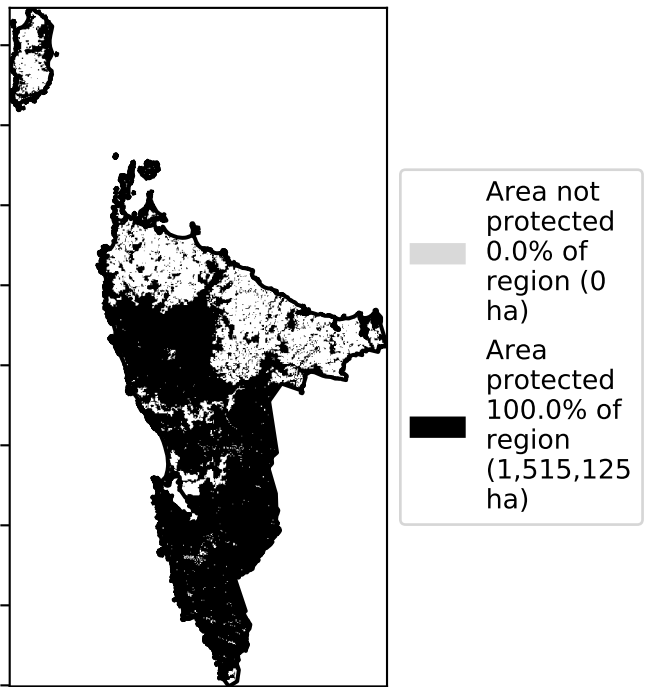 Area not
protected
0.0% of
region (0
ha)
Area
protected
100.0% of
region
(1,515,125
ha)